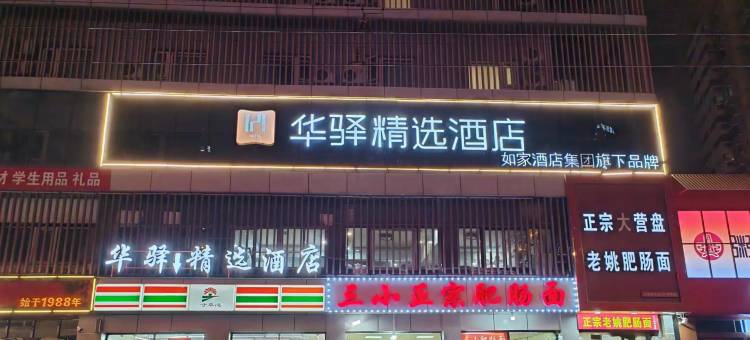 华驿精选酒店
如家酒店集团旗下品牌
学生用品 礼品
华驿精选酒店
正宗大营盘
老姚肥肠面
始于1988年
三小豆家肥肠面
正宗老姚肥肠面